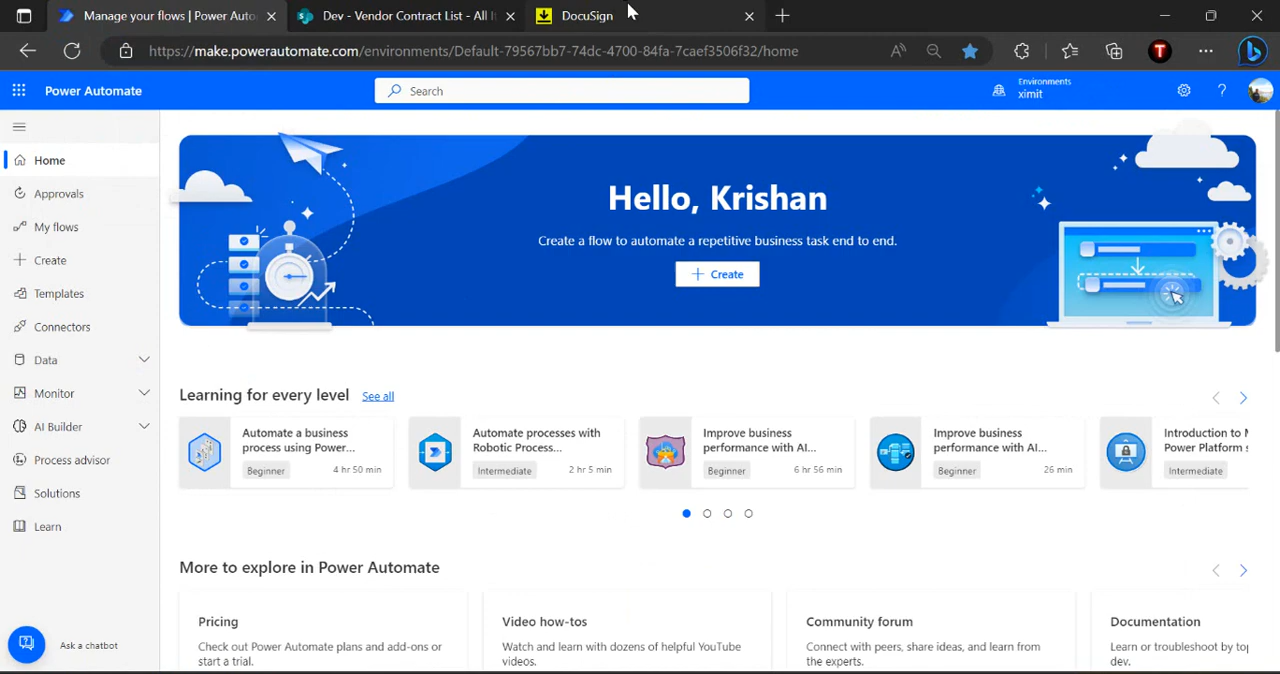 Manage your flows | Power Auto
Dev - Vendor Contract List - All It
DocuSign
https://make.powerautomate.com/environments/Default-79567bb7-74dc-4700-84fa-7caef3506f32/home
T
Power Automate
Search
Environments
ximit
Home
Approvals
My flows
Create
Templates
Connectors
Data
Monitor
AI Builder
Process advisor
Solutions
Learn
Ask a chatbot
Hello, Krishan
Create a flow to automate a repetitive business task end to end.
+ Create
Learning for every level See all
Automate a business
process using Power...
Beginner 4 hr 50 min
Automate processes with
Robotic Process...
Intermediate 2 hr 5 min
Improve business
performance with AI...
Beginner 6 hr 56 min
Improve business
performance with AI...
Beginner 26 min
Introduction to M
Power Platform s
Intermediate
More to explore in Power Automate
Pricing
Check out Power Automate plans and add-ons or
start a trial.
Video how-tos
Watch and learn with dozens of helpful YouTube
videos.
Community forum
Connect with peers, share ideas, and learn from
the experts.
Documentation
Learn or troubleshoot by top
dev.